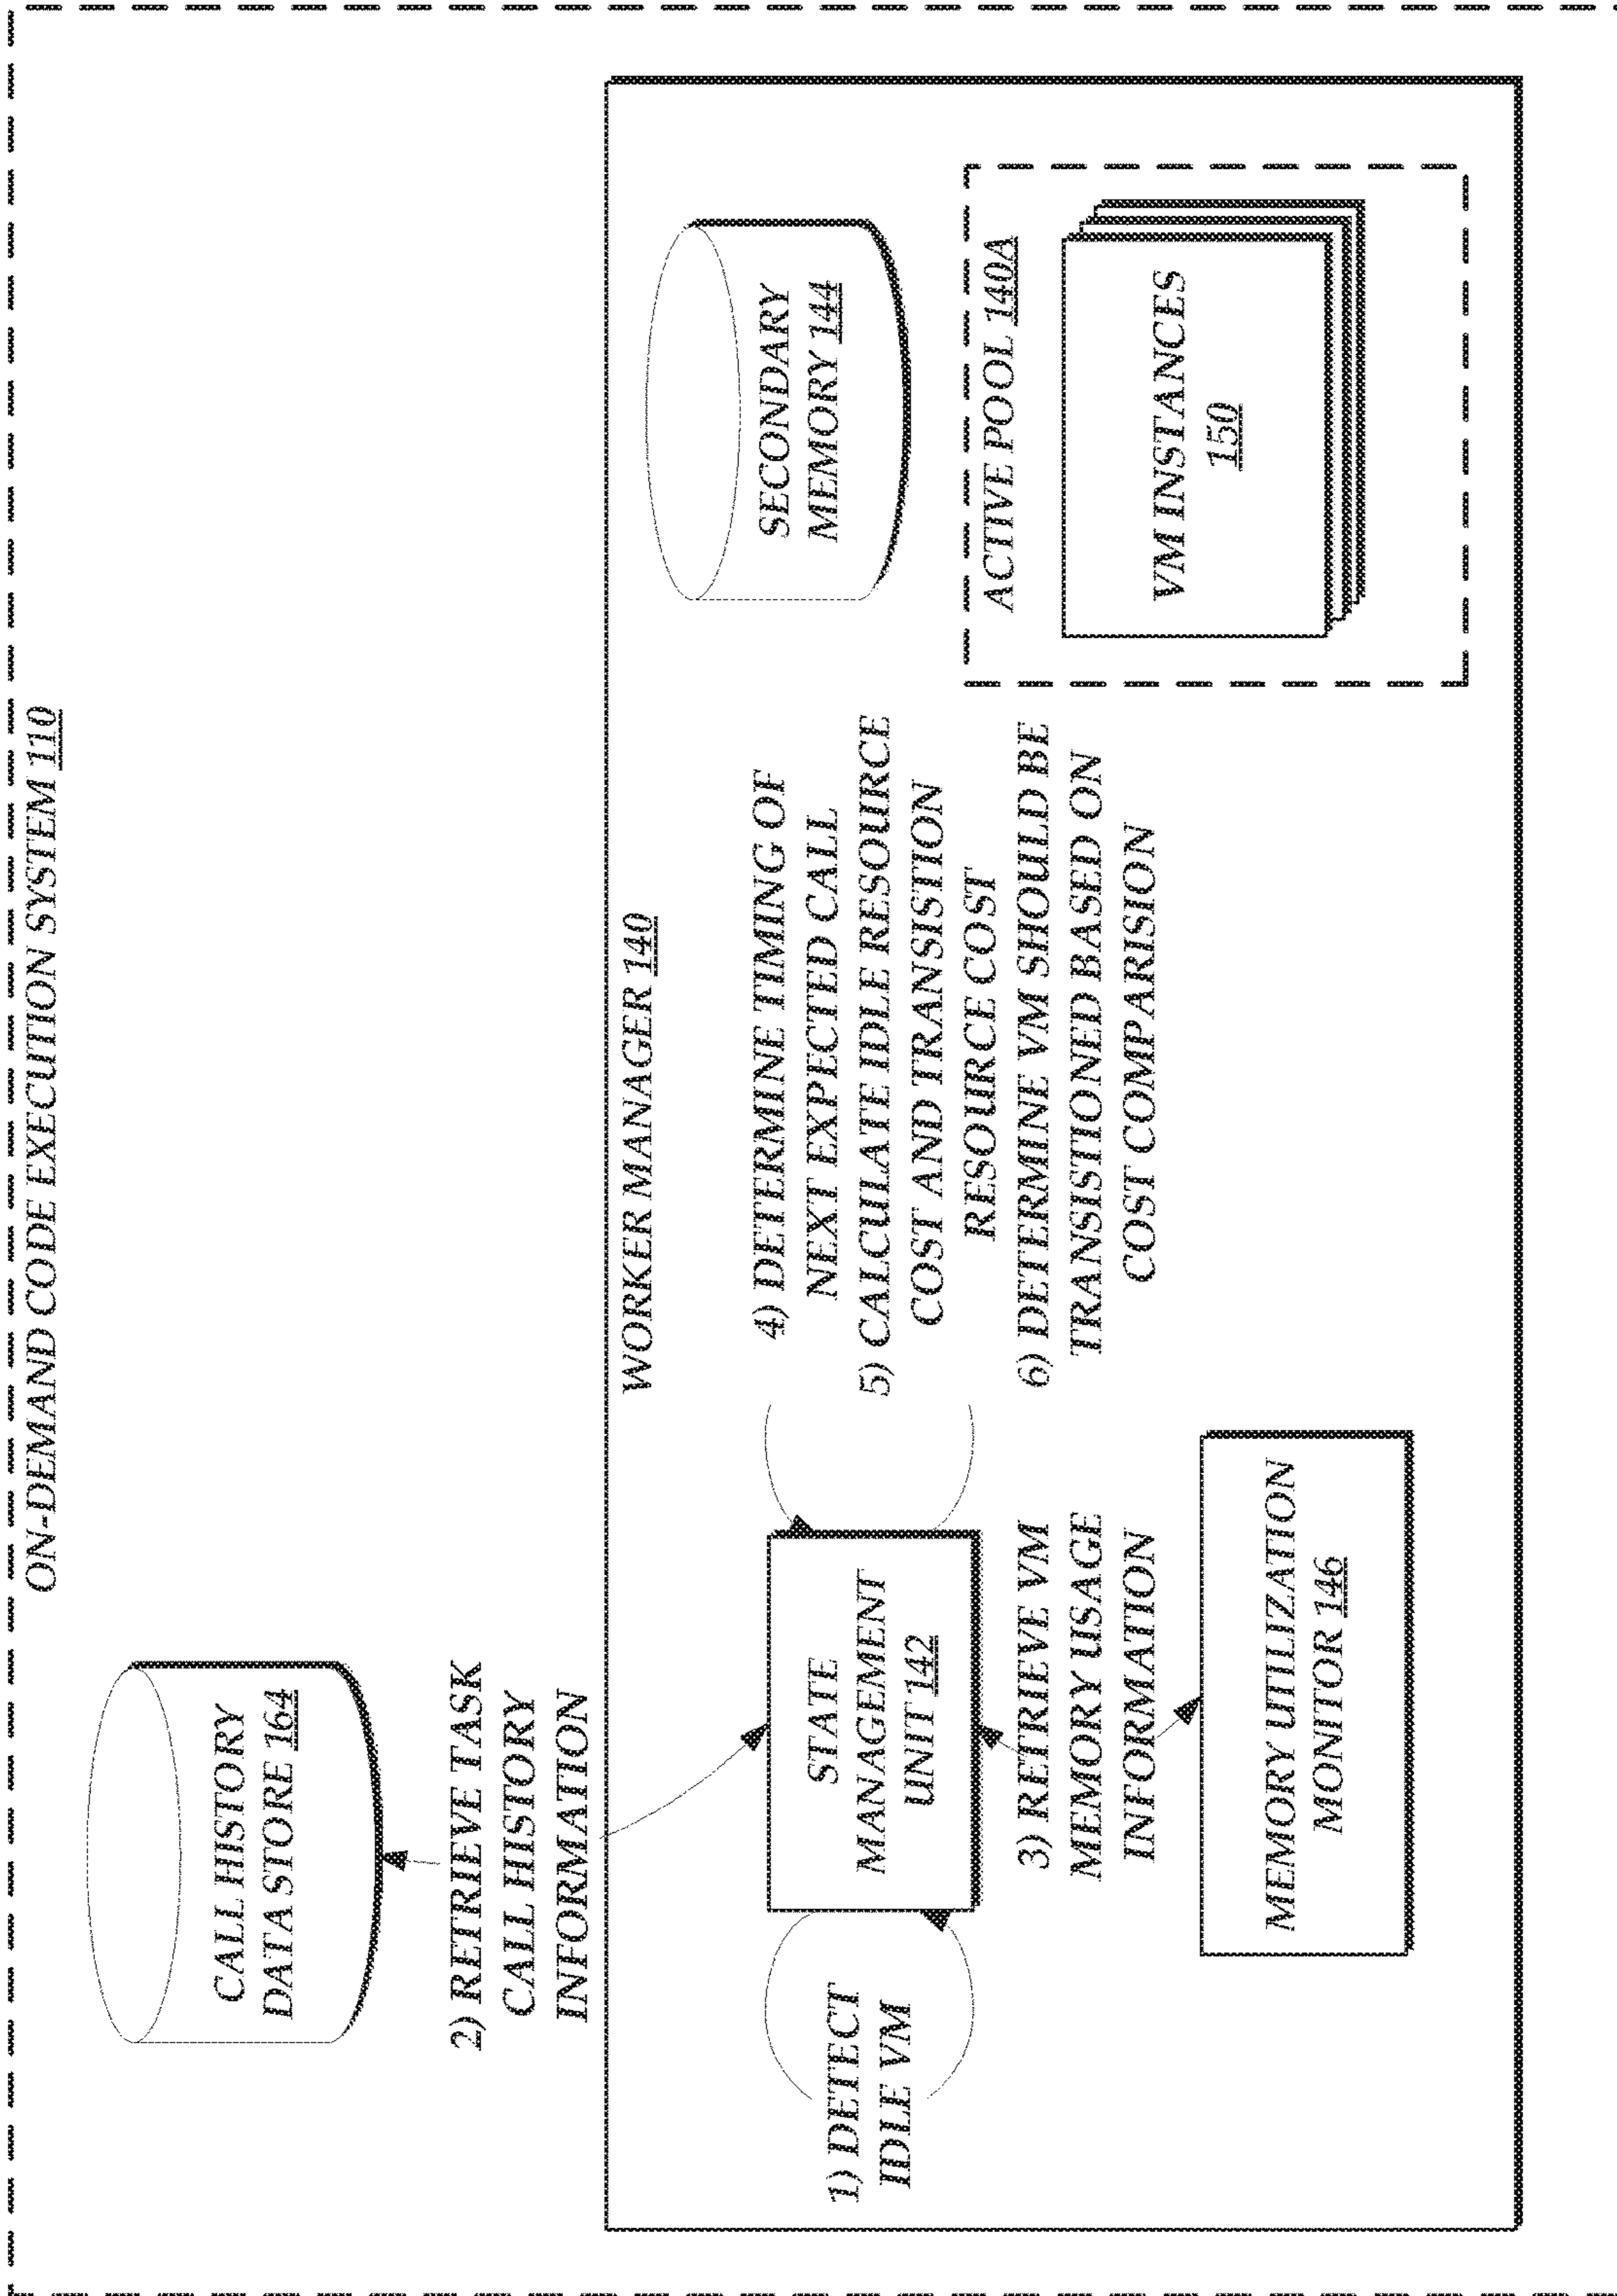 ON-DEMAND CODE EXECUTION SYSTEM 110
CALL HISTORY
DATA STORE 164
2) RETRIEVE TASK
CALL HISTORY
INFORMATION
WORKER MANAGER 140
1) DETECT
IDLE VM
STATE
MANAGEMENT
UNIT 142
3) RETRIEVE VM
MEMORY USAGE
INFORMATION
MEMORY UTILIZATION
MONITOR 146
4) DETERMINE TIMING OF
NEXT EXPECTED CALL
5) CALCULATE IDLE RESOURCE
COST AND TRANSISTION
RESOURCE COST
6) DETERMINE VM SHOULD BE
TRANSISTIONED BASED ON
COST COMPARISION
SECONDARY
MEMORY 144
ACTIVE POOL 140A
VM INSTANCES
150